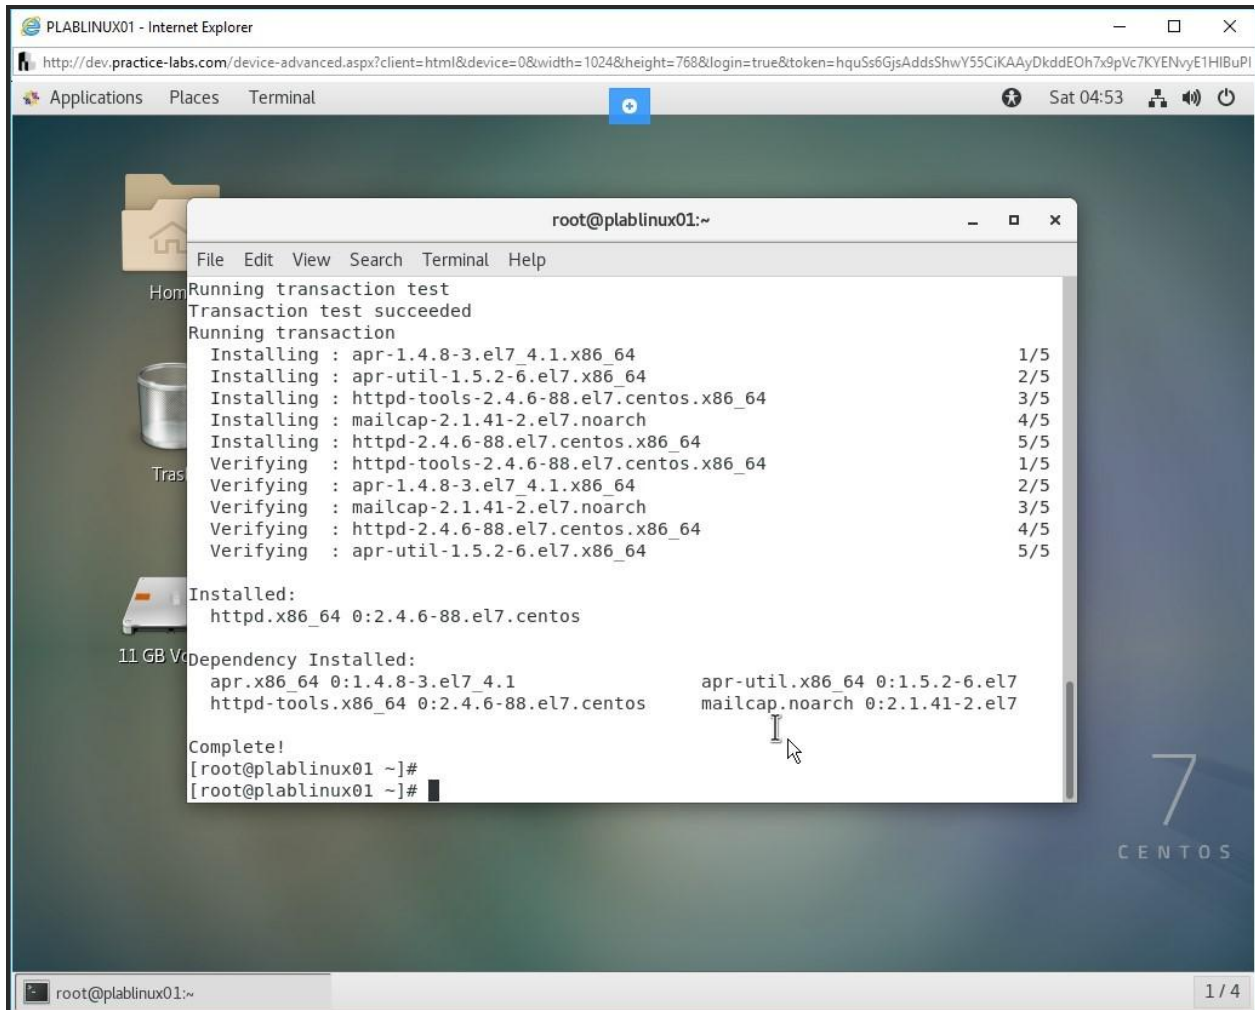 PLABLINUX01 - Internet Explorer
http://dev.practice-labs.com/device-advanced.aspx?client=html&device=0&width=1024&height=768&login=true&token=hquSs6GjsAddsShwY55CiKAAyDkddEOh7x9pVc7KYENvyE1HIBuPl
Applications Places Terminal Sat 04:53
root@plablinux01:~
File Edit View Search Terminal Help
Running transaction test
Transaction test succeeded
Running transaction
Installing : apr-1.4.8-3.el7_4.1.x86_64 1/5
Installing : apr-util-1.5.2-6.el7.x86_64 2/5
Installing : httpd-tools-2.4.6-88.el7.centos.x86_64 3/5
Installing : mailcap-2.1.41-2.el7.noarch 4/5
Installing : httpd-2.4.6-88.el7.centos.x86_64 5/5
Verifying : httpd-tools-2.4.6-88.el7.centos.x86_64 1/5
Verifying : apr-1.4.8-3.el7_4.1.x86_64 2/5
Verifying : mailcap-2.1.41-2.el7.noarch 3/5
Verifying : httpd-2.4.6-88.el7.centos.x86_64 4/5
Verifying : apr-util-1.5.2-6.el7.x86_64 5/5
Installed:
httpd.x86_64 0:2.4.6-88.el7.centos
Dependency Installed:
apr.x86_64 0:1.4.8-3.el7_4.1 apr-util.x86_64 0:1.5.2-6.el7
httpd-tools.x86_64 0:2.4.6-88.el7.centos mailcap.noarch 0:2.1.41-2.el7
Complete!
[root@plablinux01 ~]#
[root@plablinux01 ~]#
Hom
Tras
11 GB Vo
7
CENTOS
root@plablinux01:~
1 / 4